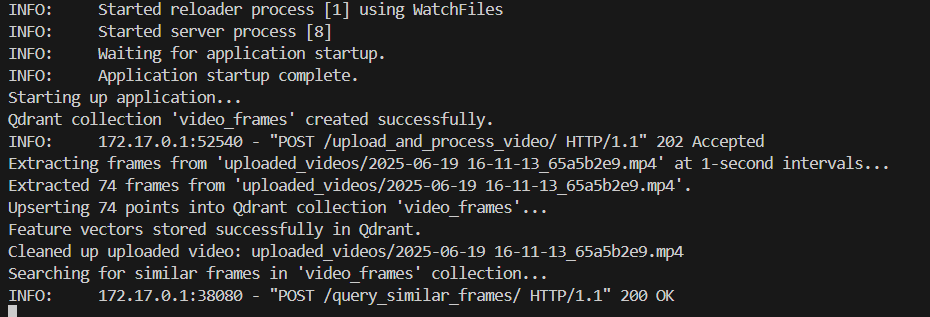 INFO:     Started reloader process [1] using WatchFiles
INFO:     Started server process [8]
INFO:     Waiting for application startup.
INFO:     Application startup complete.
Starting up application...
Qdrant collection 'video_frames' created successfully.
INFO:     172.17.0.1:52540 - "POST /upload_and_process_video/ HTTP/1.1" 202 Accepted
Extracting frames from 'uploaded_videos/2025-06-19 16-11-13_65a5b2e9.mp4' at 1-second intervals...
Extracted 74 frames from 'uploaded_videos/2025-06-19 16-11-13_65a5b2e9.mp4'.
Upserting 74 points into Qdrant collection 'video_frames'...
Feature vectors stored successfully in Qdrant.
Cleaned up uploaded video: uploaded_videos/2025-06-19 16-11-13_65a5b2e9.mp4
Searching for similar frames in 'video_frames' collection...
INFO:     172.17.0.1:38080 - "POST /query_similar_frames/ HTTP/1.1" 200 OK